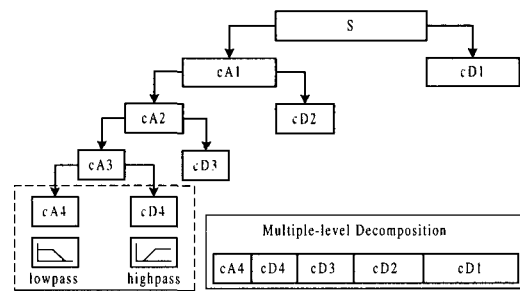 S
cA1
cD1
cA2
cD2
cA3
cD3
cA4
cD4
lowpass
highpass
Multiple-level Decomposition
cA4 cD4 cD3 cD2 cD1